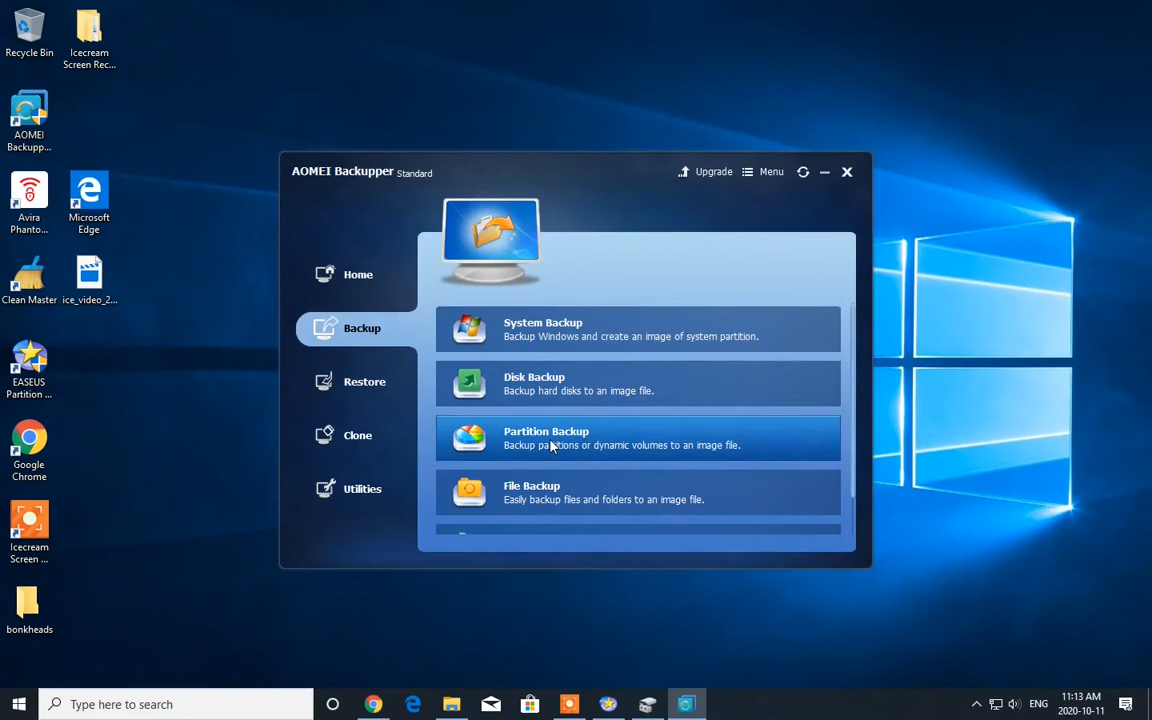 Recycle Bin
Icecream
Screen Rec...
AOMEI
Backupp...
Avira
Phanto...
Microsoft
Edge
Clean Master
ice_video_2...
EASEUS
Partition ...
Google
Chrome
Icecream
Screen ...
bonkheads
AOMEI Backupper Standard
Upgrade
Menu
Home
Backup
Restore
Clone
Utilities
System Backup
Backup Windows and create an image of system partition.
Disk Backup
Backup hard disks to an image file.
Partition Backup
Backup partitions or dynamic volumes to an image file.
File Backup
Easily backup files and folders to an image file.
Type here to search
ENG
11:13 AM
2020-10-11